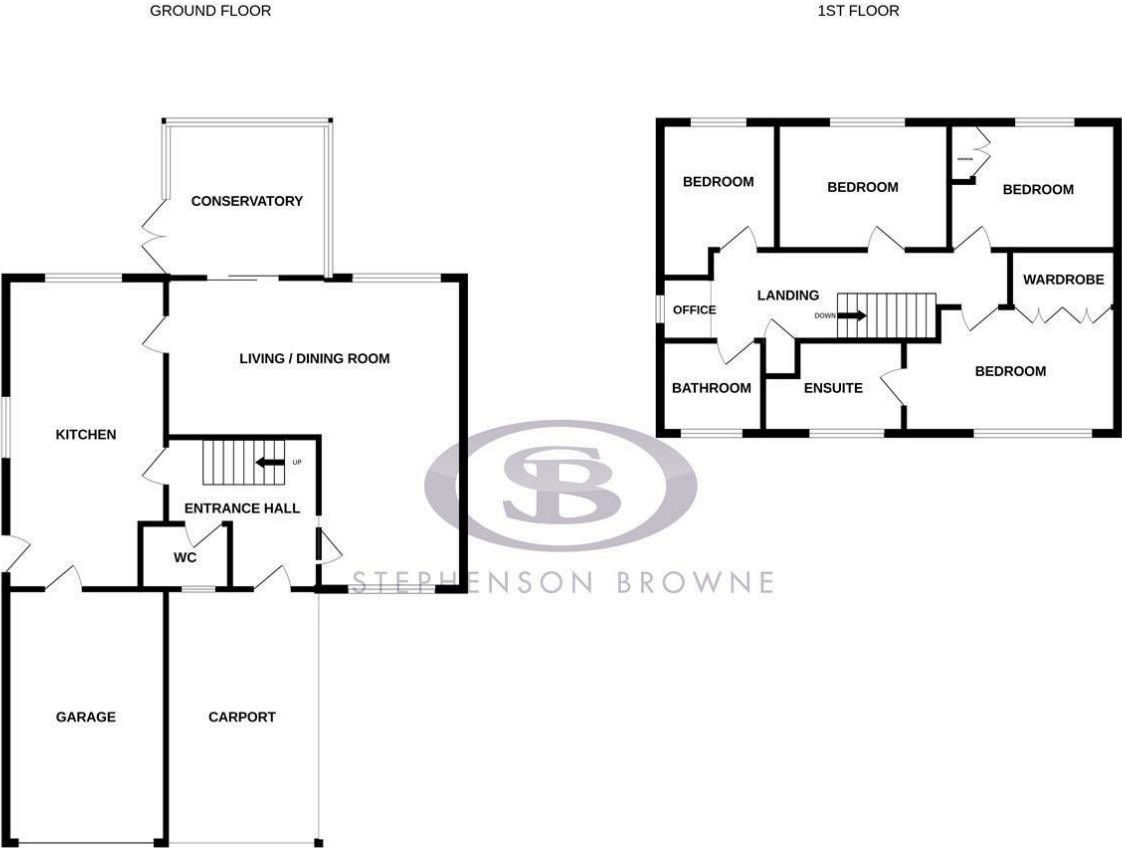 GROUND FLOOR
1ST FLOOR
CONSERVATORY
LIVING / DINING ROOM
KITCHEN
UP
ENTRANCE HALL
WC
GARAGE
CARPORT
BEDROOM
BEDROOM
BEDROOM
WARDROBE
OFFICE
LANDING
DOWN
BATHROOM
ENSUITE
BEDROOM
SB
STEPHENSON BROWNE